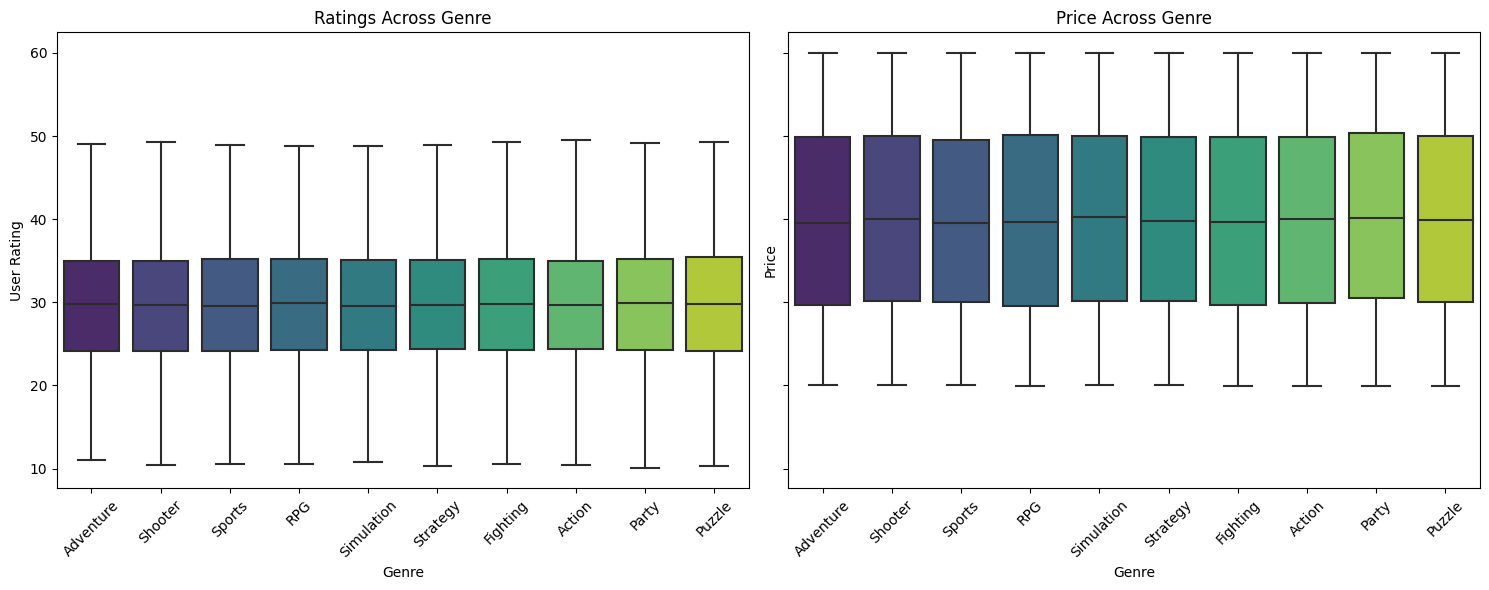 Ratings Across Genre
User Rating
60
50
40
30
20
10
Adventure
Shooter
Sports
RPG
Simulation
Strategy
Fighting
Action
Party
Puzzle
Genre
Price Across Genre
Price
Adventure
Shooter
Sports
RPG
Simulation
Strategy
Fighting
Action
Party
Puzzle
Genre